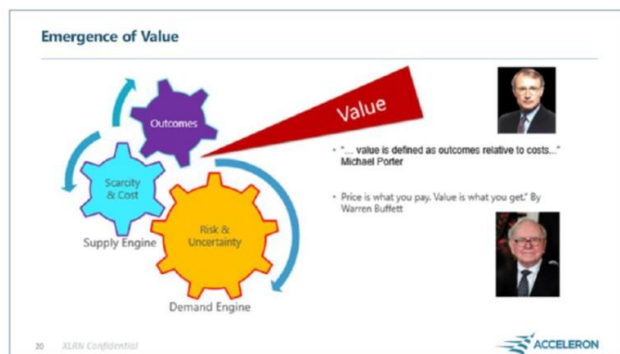 Emergence of Value
Outcomes
Value
Scarcity
& Cost
Supply Engine
Risk &
Uncertainty
Demand Engine
• "... value is defined as outcomes relative to costs..."
Michael Porter
• Price is what you pay. Value is what you get." By
Warren Buffett
20
XLRN Confidential
ACCELERON